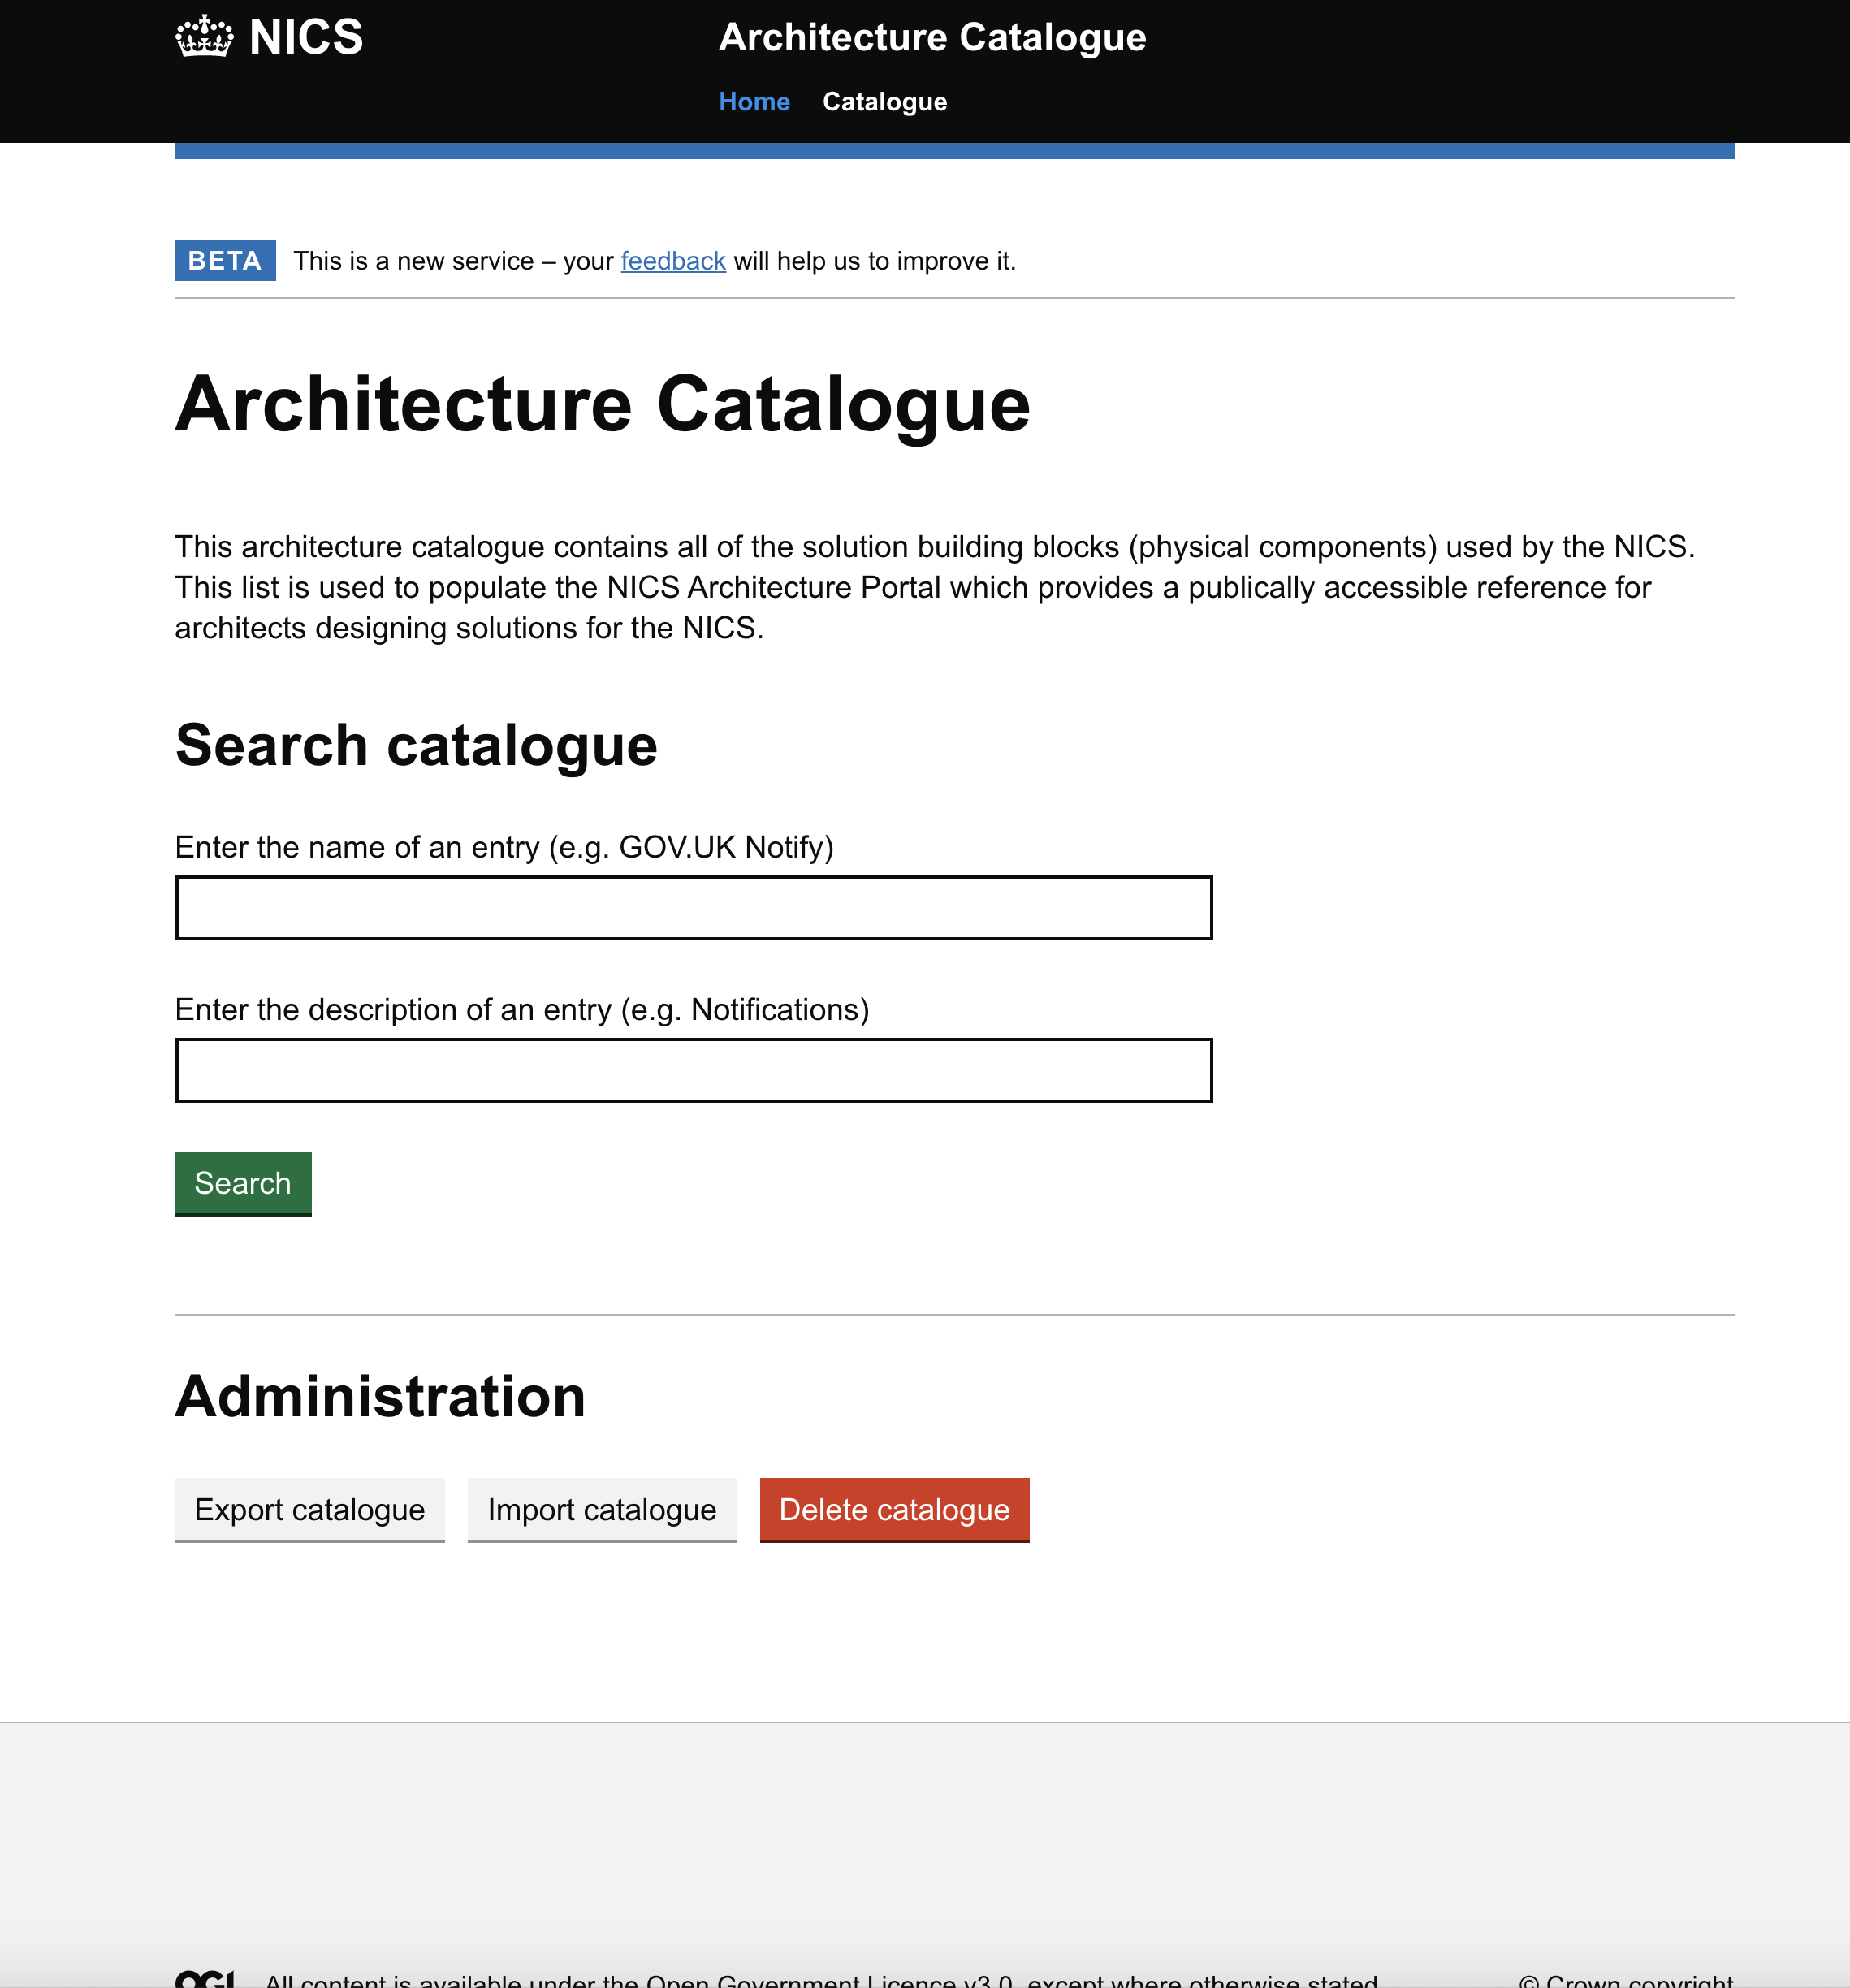 NICS
Architecture Catalogue
Home Catalogue
BETA This is a new service – your feedback will help us to improve it.
Architecture Catalogue
This architecture catalogue contains all of the solution building blocks (physical components) used by the NICS.
This list is used to populate the NICS Architecture Portal which provides a publically accessible reference for
architects designing solutions for the NICS.
Search catalogue
Enter the name of an entry (e.g. GOV.UK Notify)
Enter the description of an entry (e.g. Notifications)
Search
Administration
Export catalogue Import catalogue Delete catalogue
OGL All content is available under the Open Government Licence v3.0, except where otherwise stated © Crown copyright